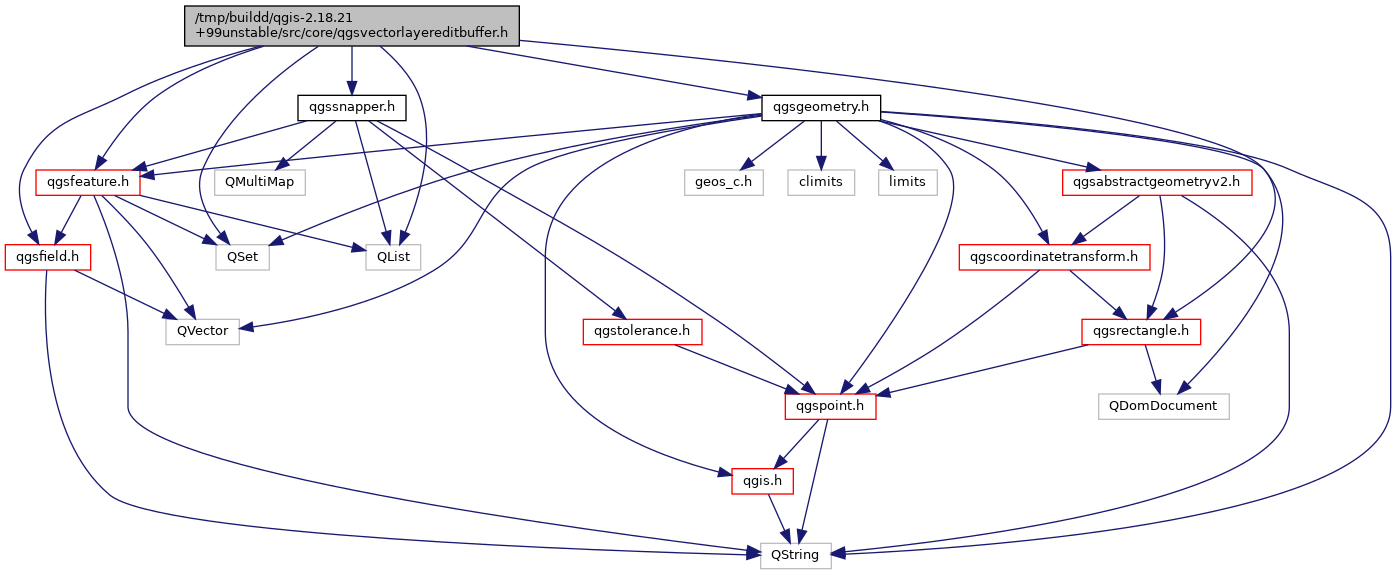 /tmp/buildd/qgis-2.18.21
+99unstable/src/core/qgsvectorlayereditbuffer.h
qgssnapper.h
qgsgeometry.h
qgsfeature.h
QMultiMap
geos_c.h
climits
limits
qgsabstractgeometryv2.h
qgsfield.h
QSet
QList
qgscoordinatetransform.h
QVector
qgstolerance.h
qgsrectangle.h
qgspoint.h
QDomDocument
qgis.h
QString